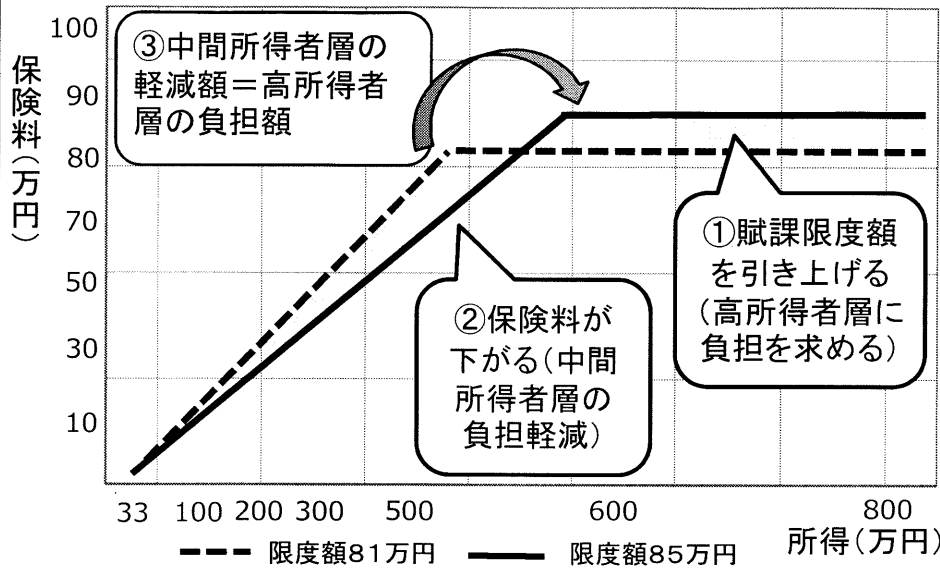 保険料(万円)
100
90
80
70
50
30
10
③中間所得者層の
軽減額＝高所得者
層の負担額
①賦課限度額
を引き上げる
(高所得者層に
負担を求める)
②保険料が
下がる(中間
所得者層の
負担軽減)
33 100 200 300 500 600 800
所得(万円)
限度額81万円 限度額85万円